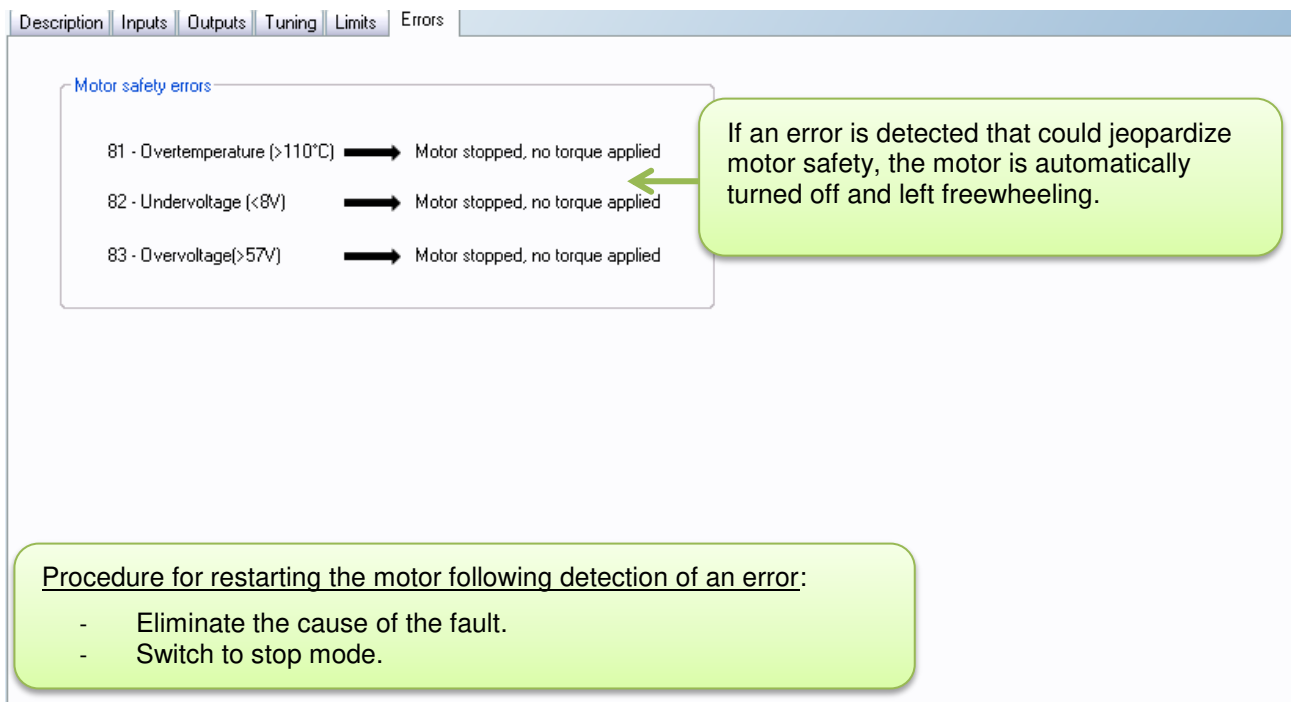 Description Inputs Outputs Tuning Limits Errors
Motor safety errors
81 - Overtemperature (>110°C) Motor stopped, no torque applied
82 - Undervoltage (<8V) Motor stopped, no torque applied
83 - Overvoltage(>57V) Motor stopped, no torque applied
If an error is detected that could jeopardize
motor safety, the motor is automatically
turned off and left freewheeling.
Procedure for restarting the motor following detection of an error:
- Eliminate the cause of the fault.
- Switch to stop mode.